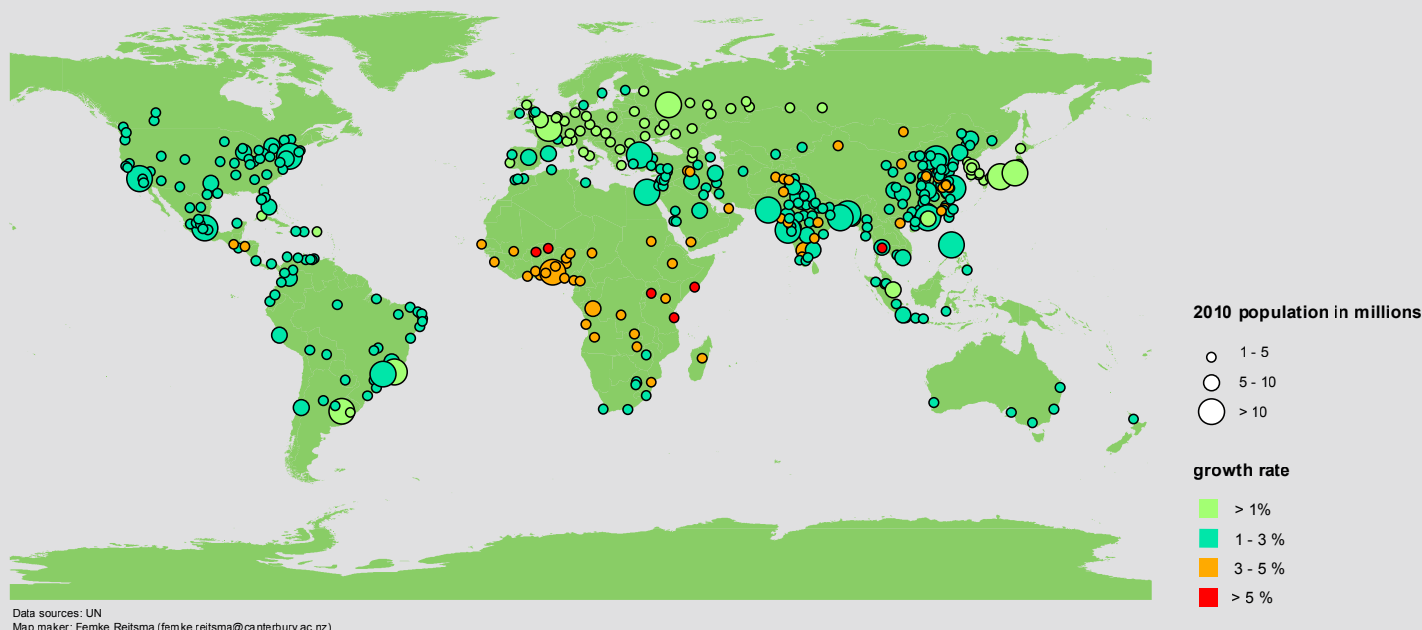 2010 population in millions
1 - 5
5 - 10
> 10
growth rate
> 1%
1 - 3 %
3 - 5 %
> 5 %
Data sources: UN
Map maker: Femke Reitsma (femke.reitsma@canterbury.ac.nz)